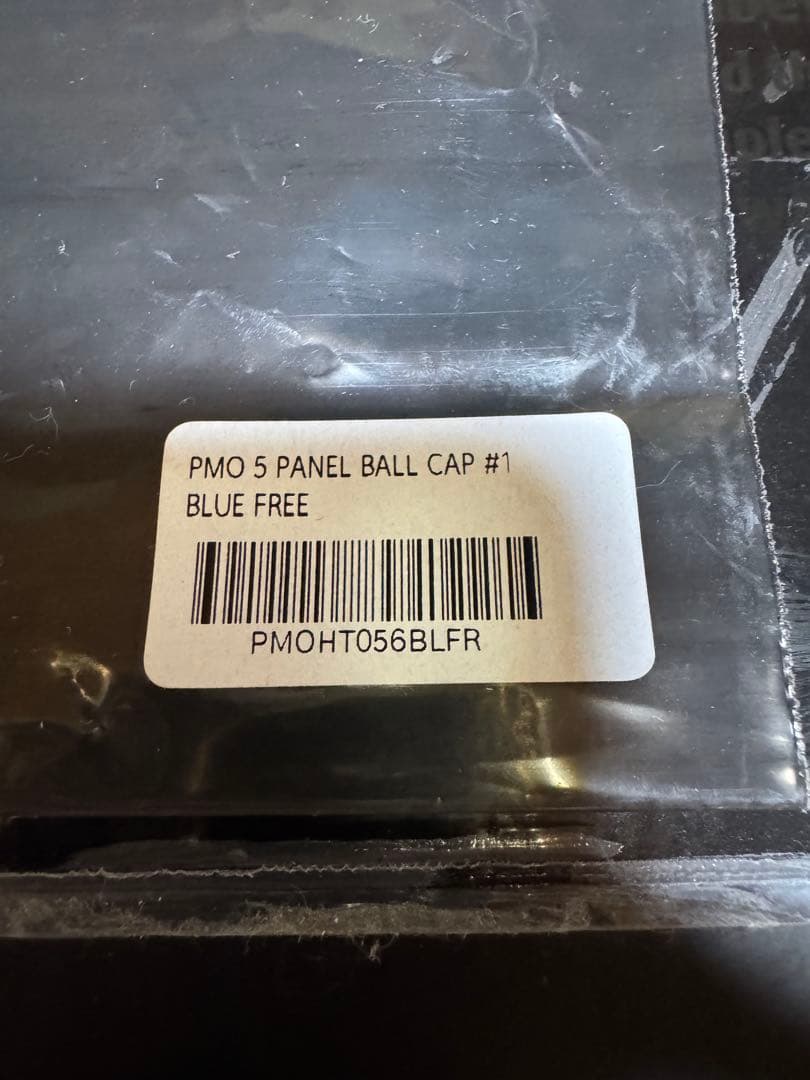 PMO 5 PANEL BALL CAP #1
BLUE FREE
PMOHT056BLFR